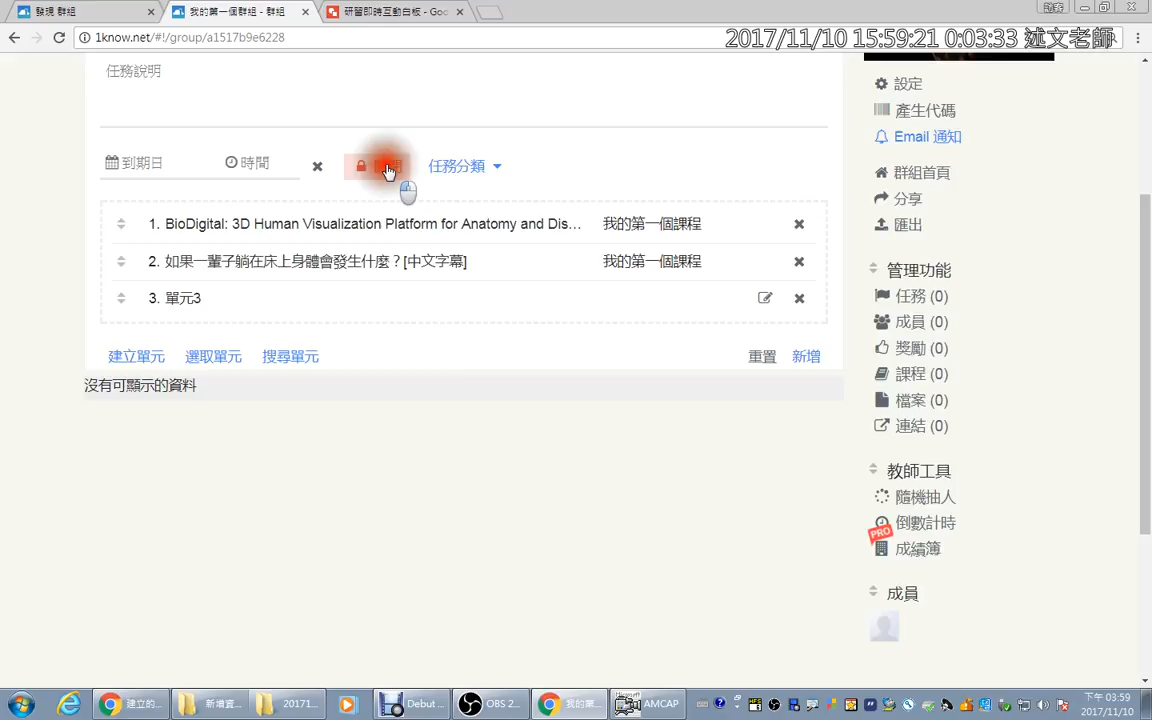 發現 群組
我的第一個群組 - 群組
研習即時互動白板 - Goo
訪客
1know.net/#!/group/a1517b9e6228
2017/11/10 15:59:21 0:03:33 述文老師
任務說明
到期日
時間
任務分類
1. BioDigital: 3D Human Visualization Platform for Anatomy and Dis... 我的第一個課程
2. 如果一輩子躺在床上身體會發生什麼？[中文字幕] 我的第一個課程
3. 單元3
建立單元 選取單元 搜尋單元
重置 新增
沒有可顯示的資料
設定
產生代碼
Email 通知
群組首頁
分享
匯出
管理功能
任務 (0)
成員 (0)
獎勵 (0)
課程 (0)
檔案 (0)
連結 (0)
教師工具
隨機抽人
倒數計時
PRO
成績簿
成員
建立的...
新增資...
20171...
Debut ...
OBS 2...
我的第...
AMCAP
下午 03:59
2017/11/10